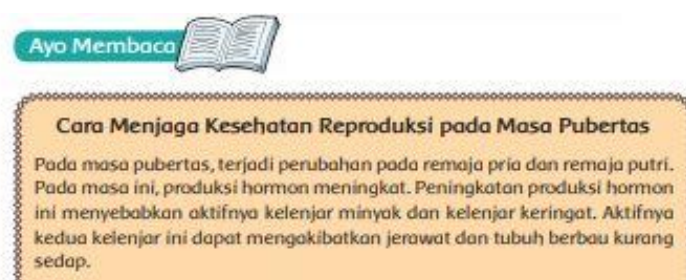 Ayo Membaca
Cara Menjaga Kesehatan Reproduksi pada Masa Pubertas
Pada masa pubertas, terjadi perubahan pada remaja pria dan remaja putri.
Pada masa ini, produksi hormon meningkat. Peningkatan produksi hormon
ini menyebabkan aktifnya kelenjar minyak dan kelenjar keringat. Aktifnya
kedua kelenjar ini dapat mengakibatkan jerawat dan tubuh berbau kurang
sedap.